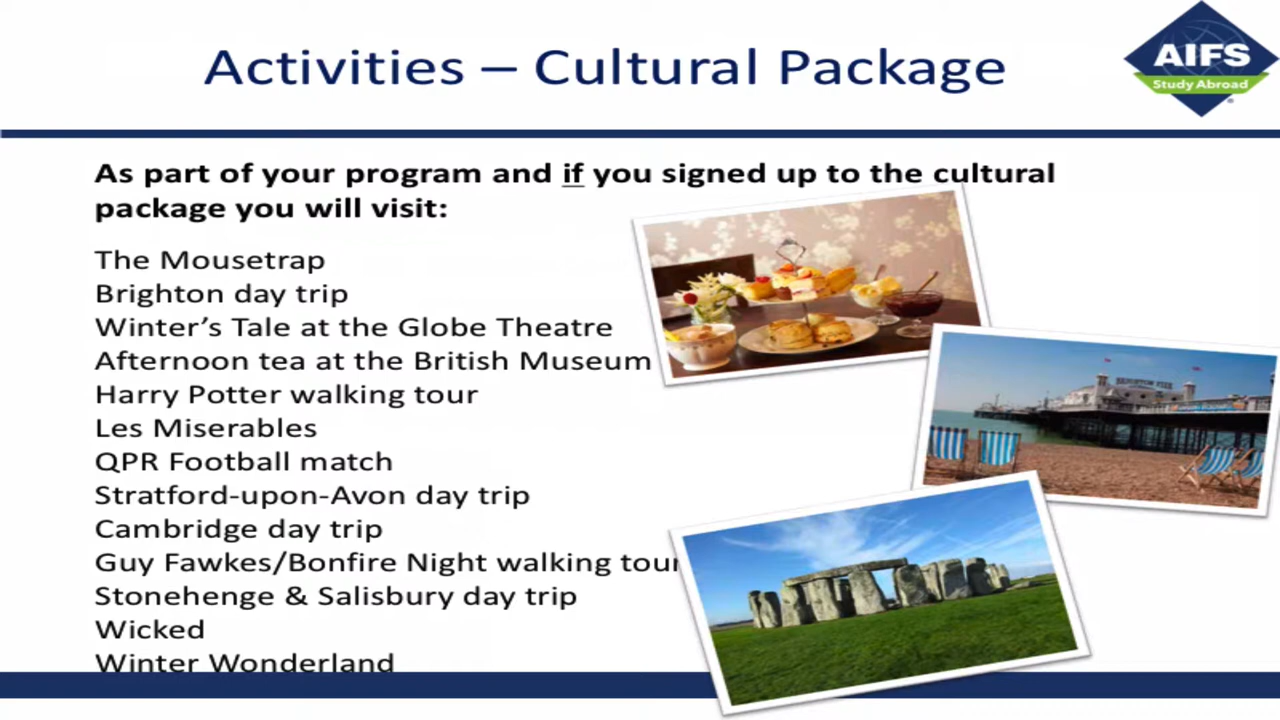 Activities – Cultural Package
AIFS
Study Abroad
As part of your program and if you signed up to the cultural
package you will visit:
The Mousetrap
Brighton day trip
Winter’s Tale at the Globe Theatre
Afternoon tea at the British Museum
Harry Potter walking tour
Les Miserables
QPR Football match
Stratford-upon-Avon day trip
Cambridge day trip
Guy Fawkes/Bonfire Night walking tour
Stonehenge & Salisbury day trip
Wicked
Winter Wonderland
BRIGHTON PIER